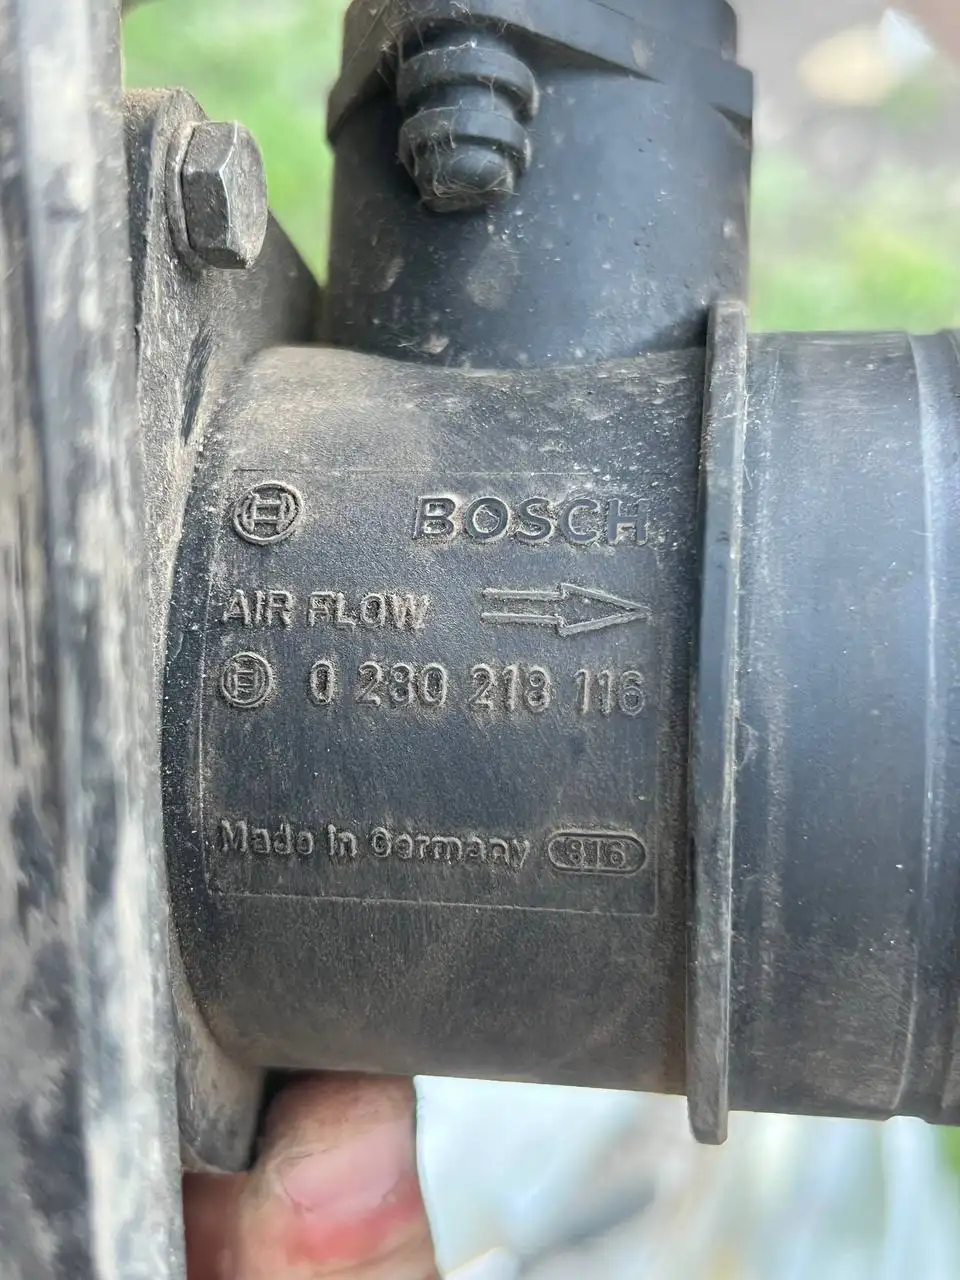 BOSCH
AIR FLOW
0 280 218 116
Made in Germany 816